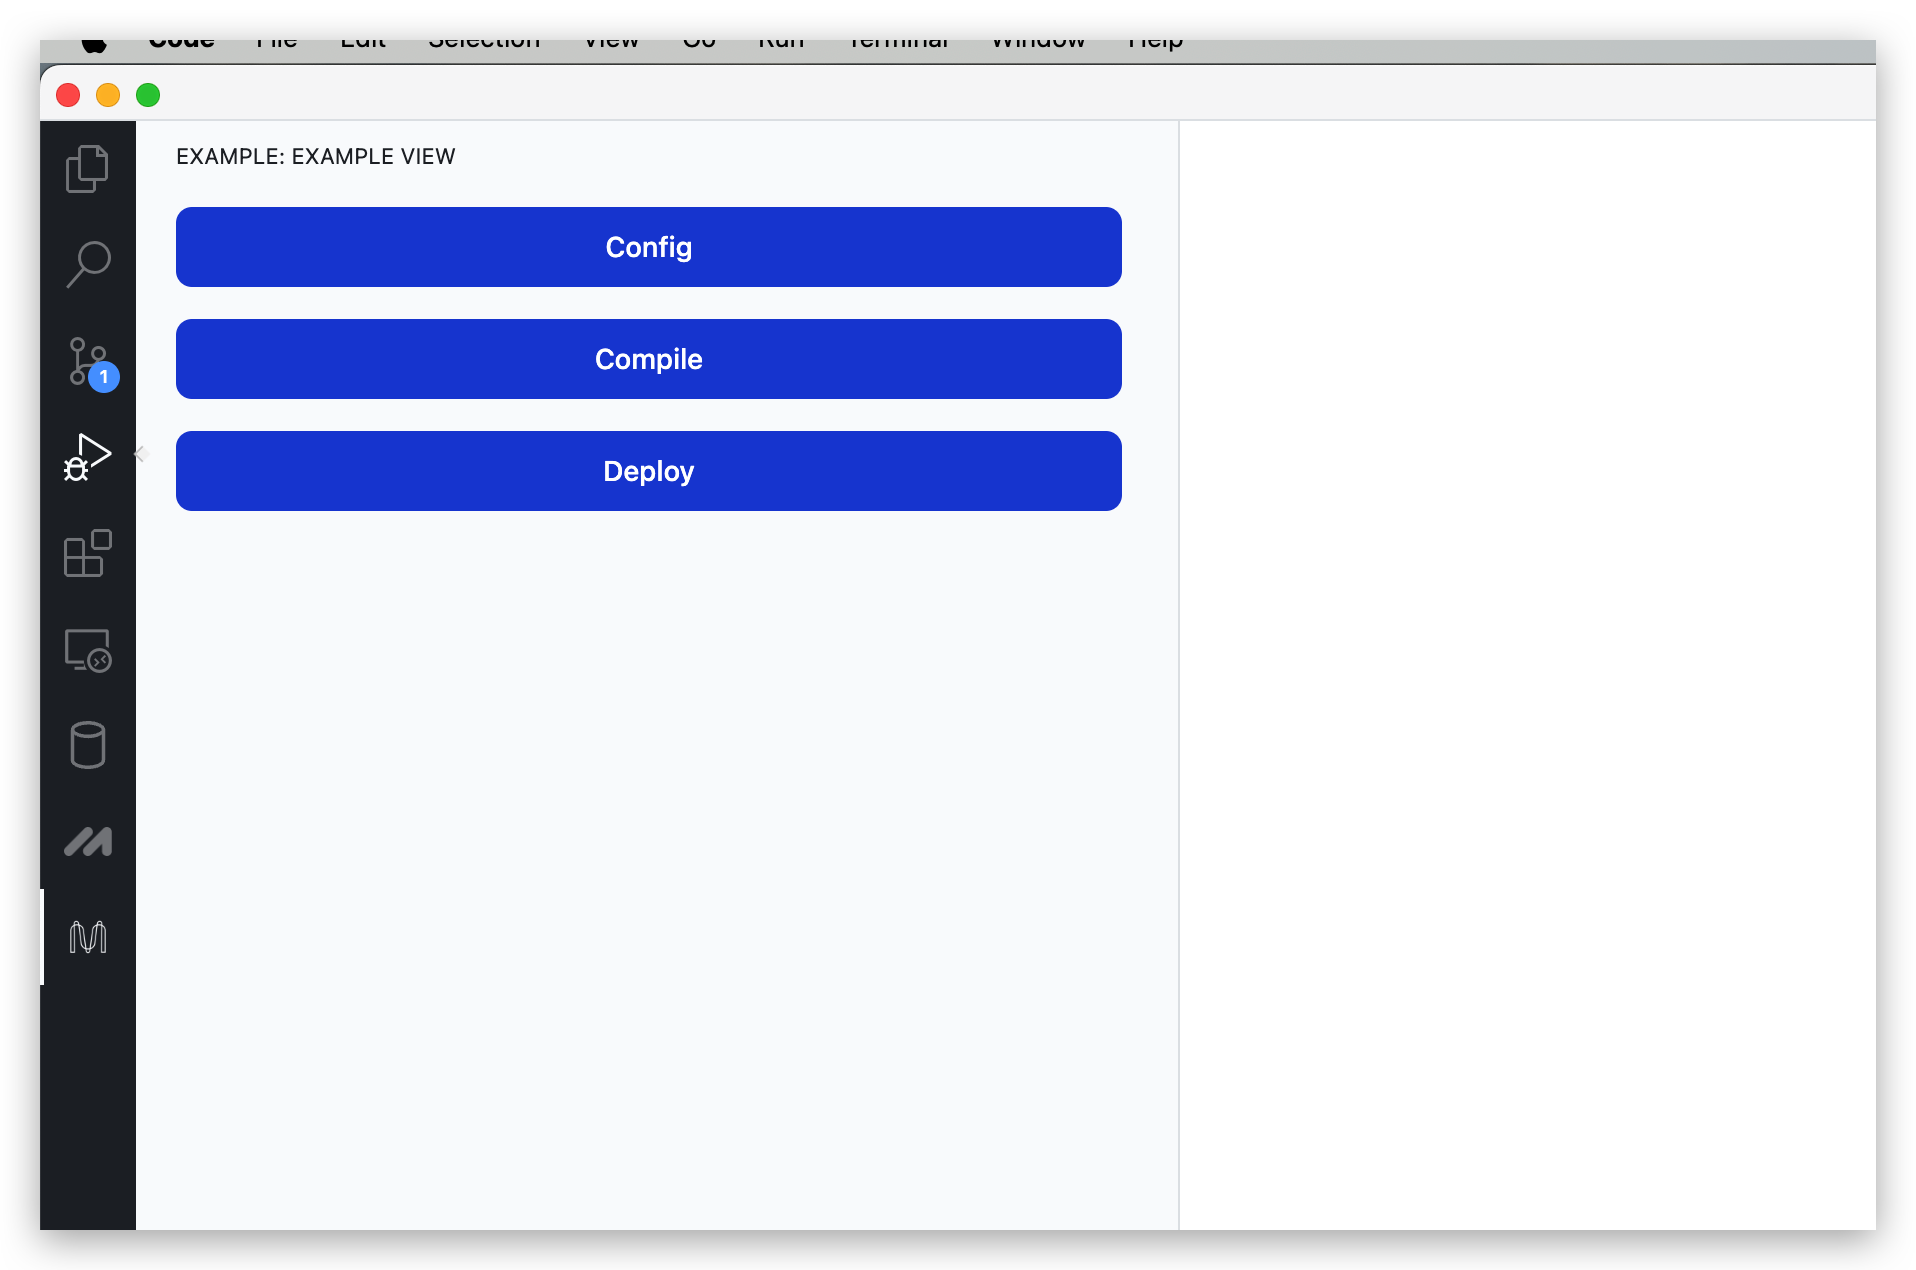 Code File Edit Selection View Go Run Terminal Window Help
EXAMPLE: EXAMPLE VIEW
Config
Compile
1
Deploy